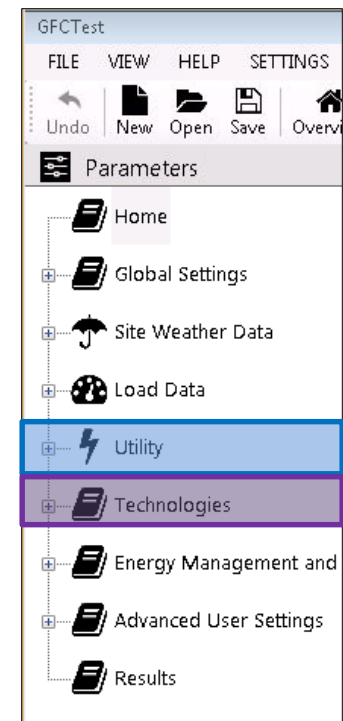 GFCTest
FILE VIEW HELP SETTINGS
Undo New Open Save Overvi
Parameters
Home
Global Settings
Site Weather Data
Load Data
Utility
Technologies
Energy Management and
Advanced User Settings
Results